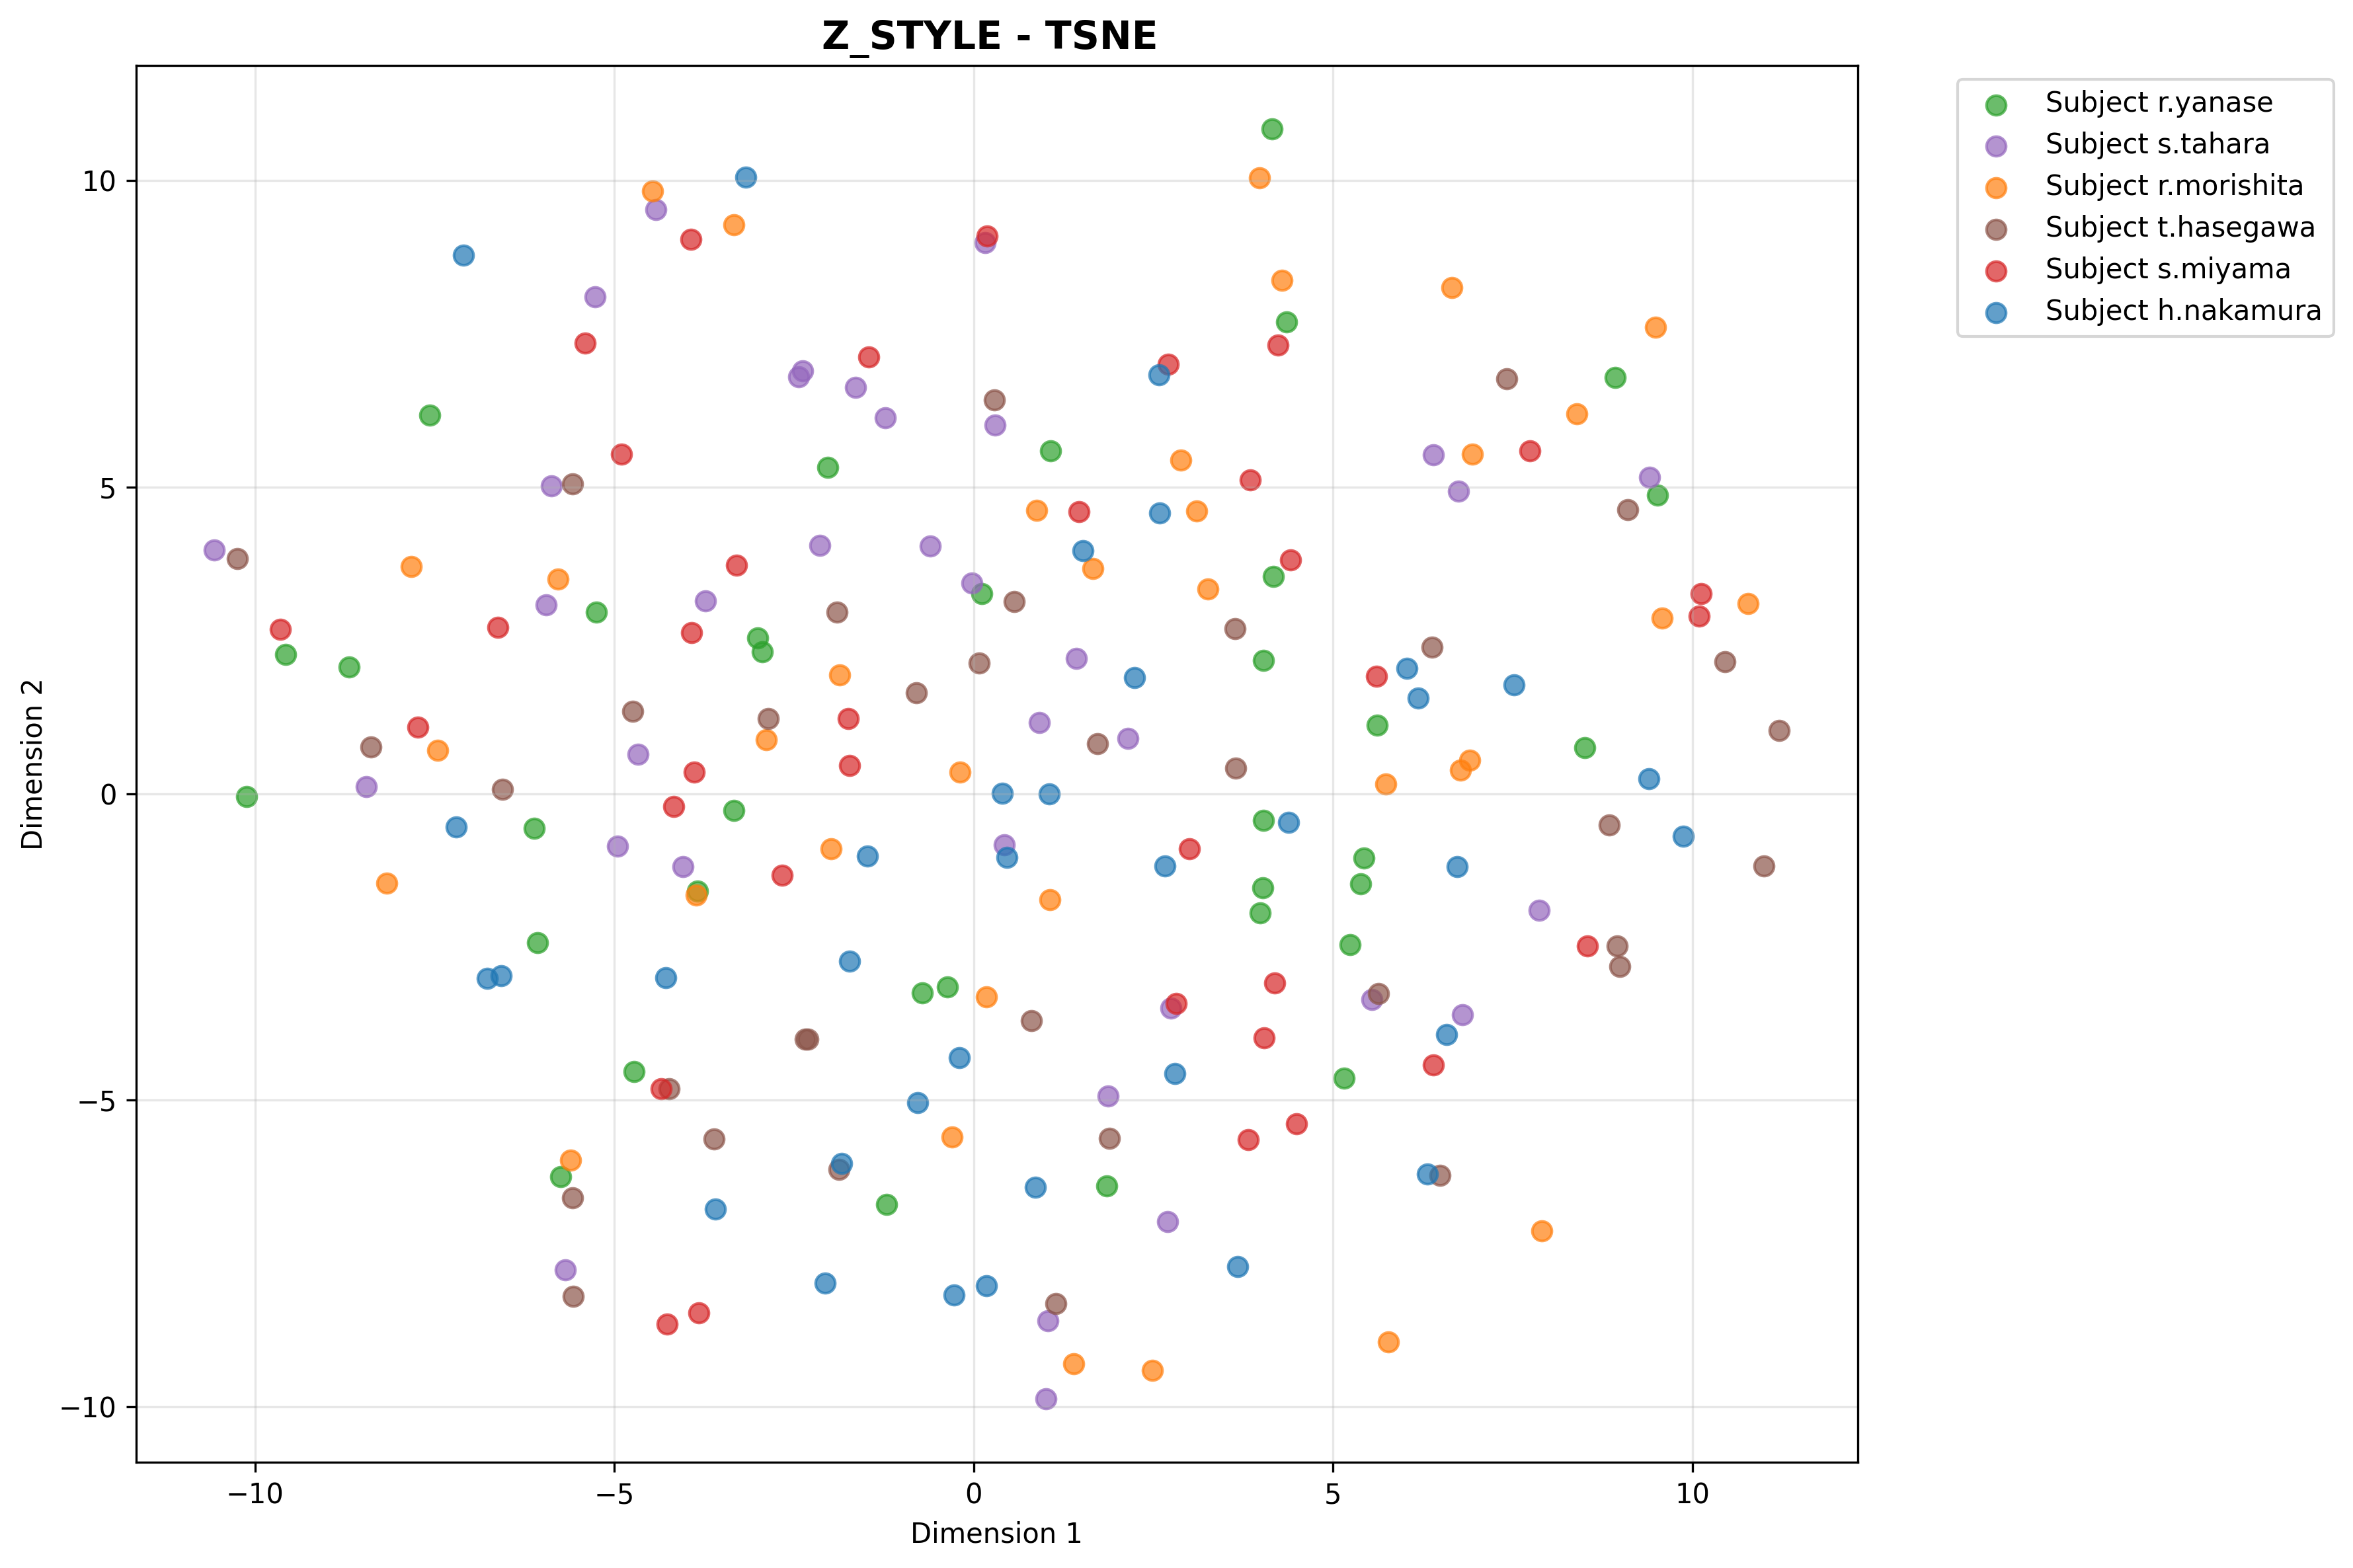 Z_STYLE - TSNE
Subject r.yanase
Subject s.tahara
Subject r.morishita
Subject t.hasegawa
Subject s.miyama
Subject h.nakamura
10
5
0
−5
−10
Dimension 2
−10
−5
0
5
10
Dimension 1